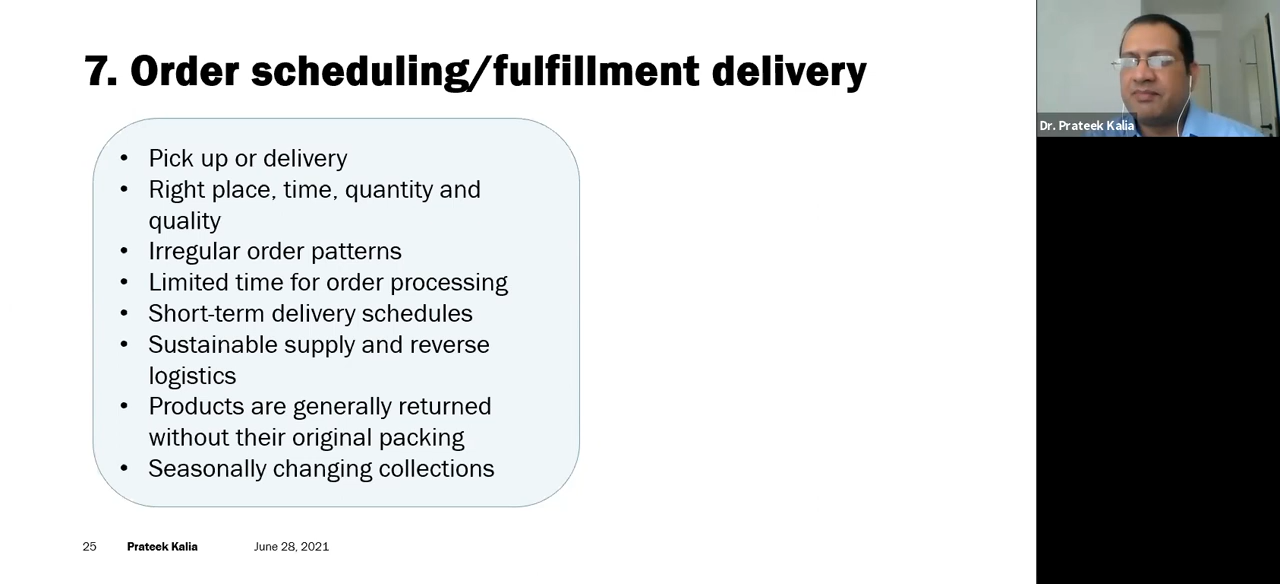 7. Order scheduling/fulfillment delivery
• Pick up or delivery
• Right place, time, quantity and
quality
• Irregular order patterns
• Limited time for order processing
• Short-term delivery schedules
• Sustainable supply and reverse
logistics
• Products are generally returned
without their original packing
• Seasonally changing collections
25 Prateek Kalia June 28, 2021
Dr. Prateek Kalia